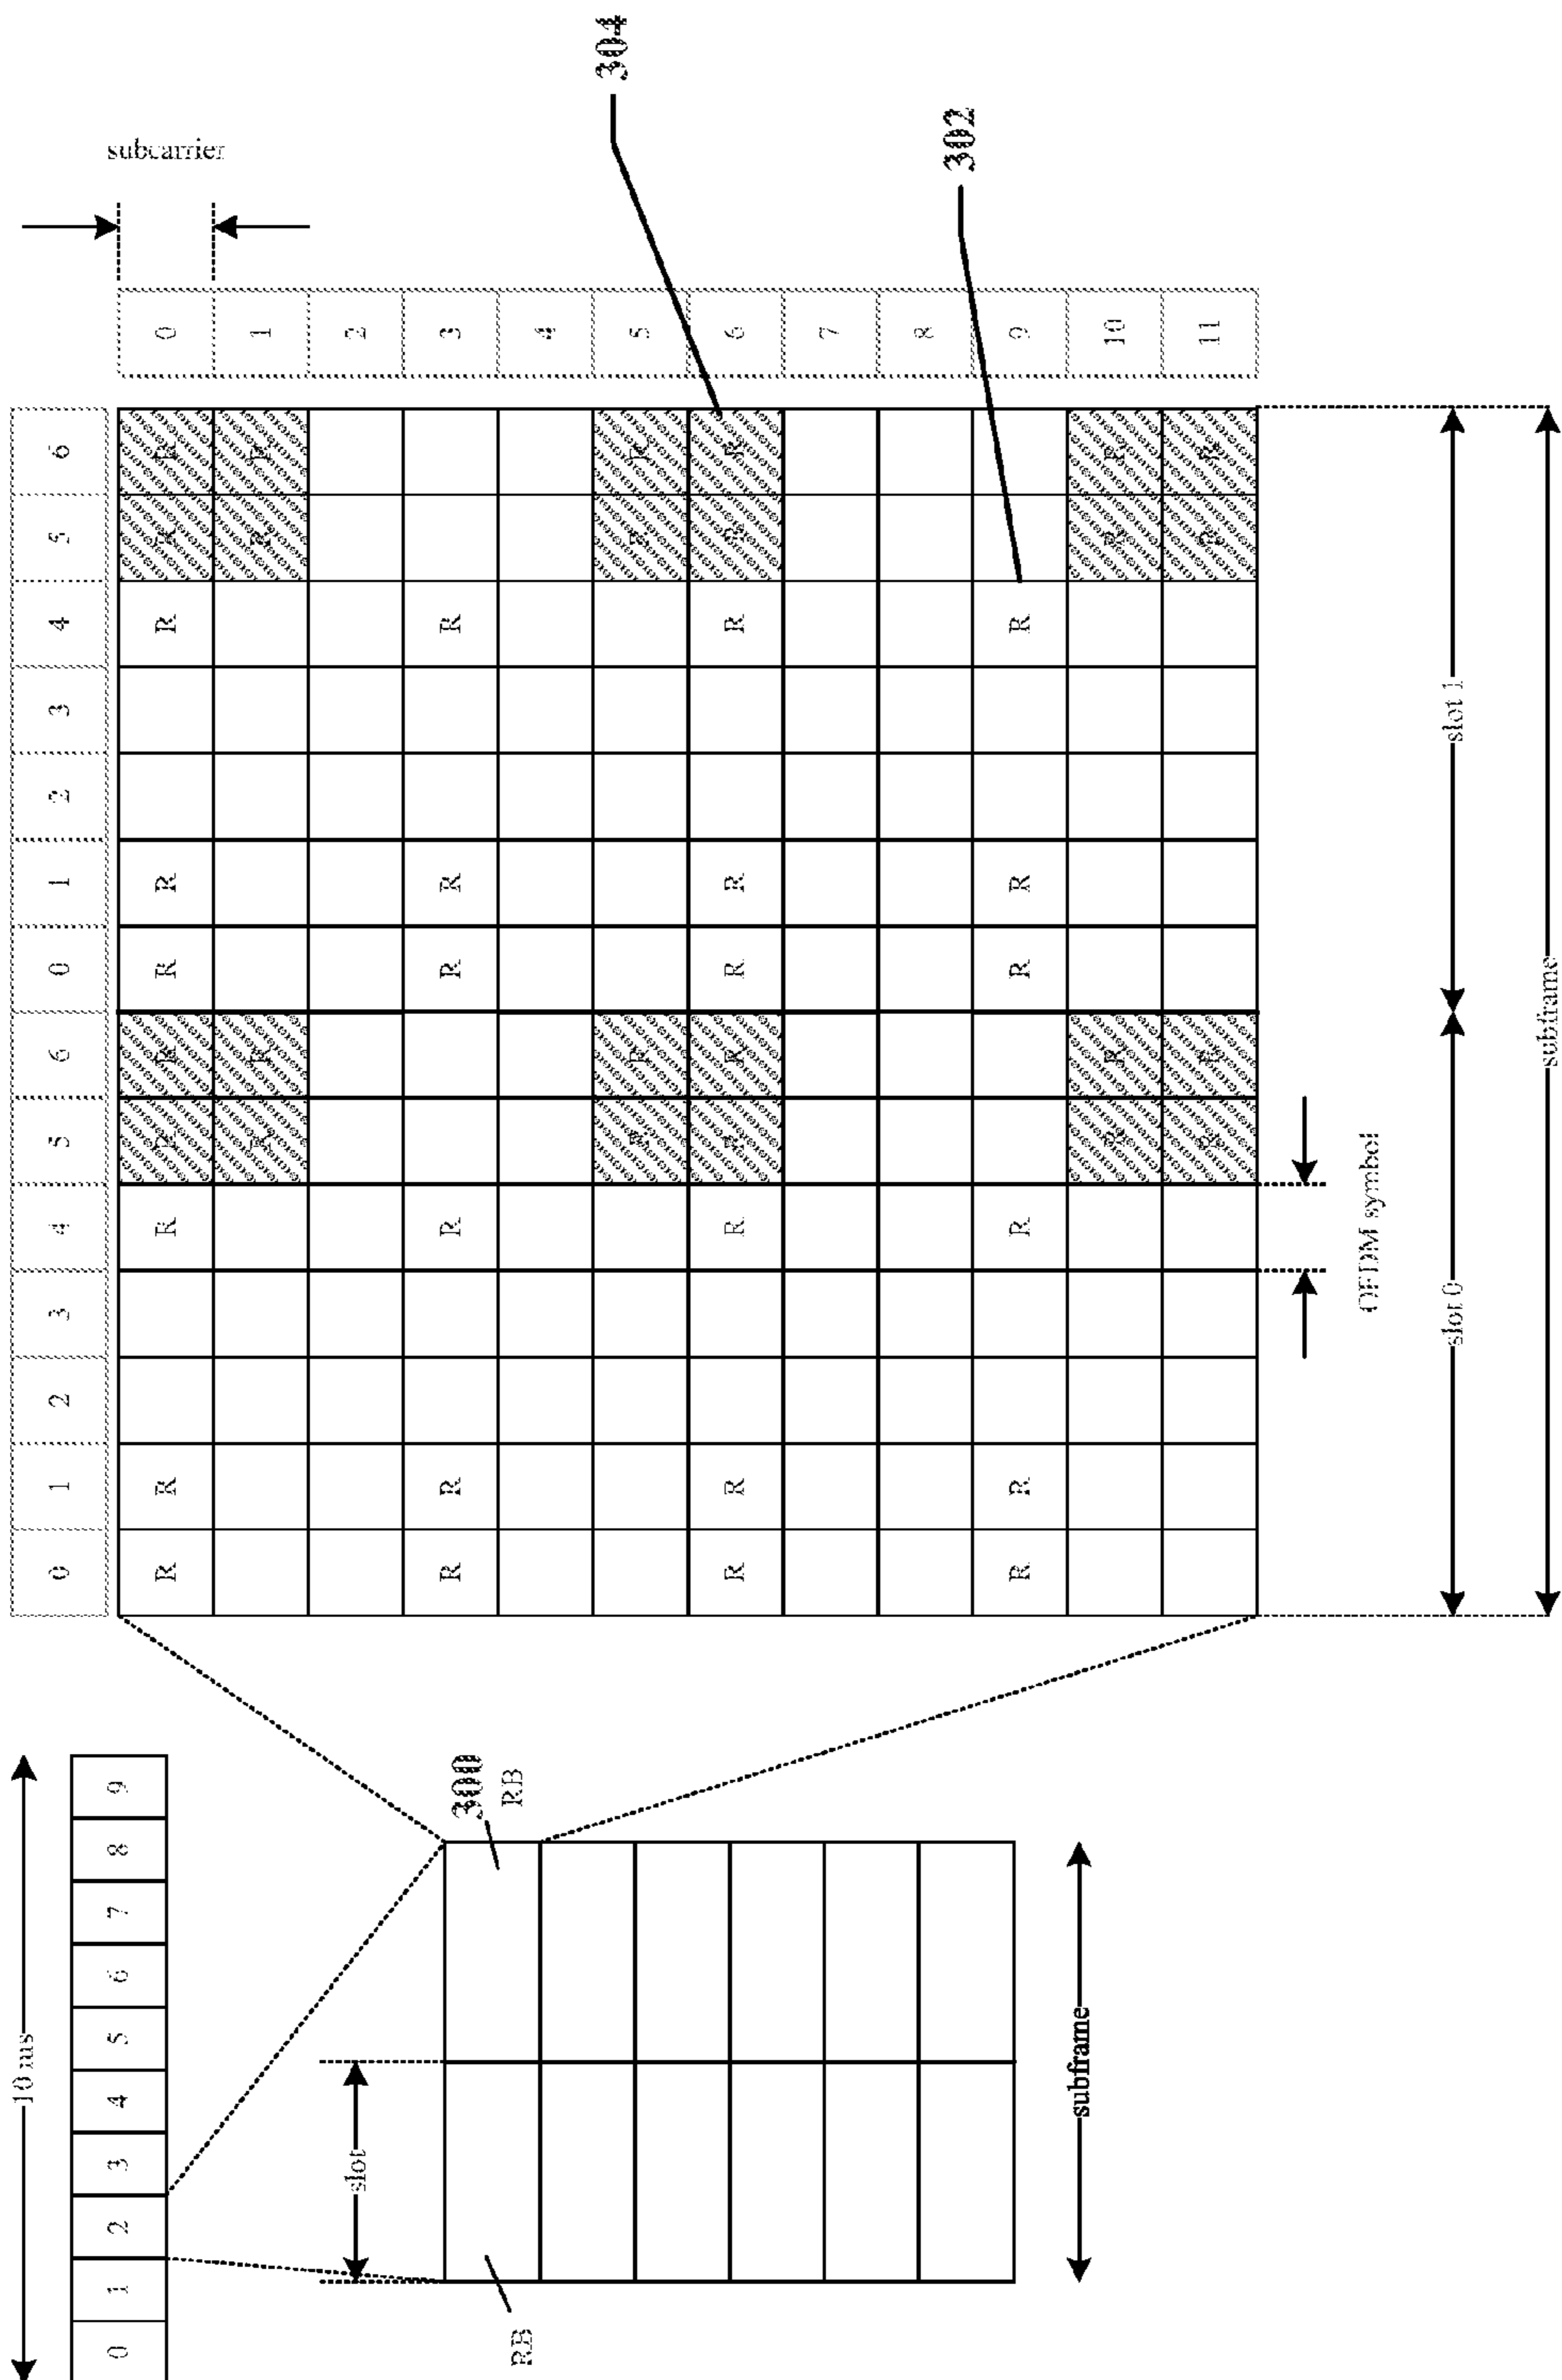 10 ms
0 1 2 3 4 5 6 7 8 9
slot
RB
300
RB
subframe
0 1 2 3 4 5 6 0 1 2 3 4 5 6
subcarrier
R R R R R R R R R R 0
R R R R 1
2
R R R R R R 3
4
R R R R 5
R R R R R R R R R R 6
7
8
R R R R R R 9
R R R R 10
R R R R 11
304
302
OFDM symbol
slot 0
slot 1
subframe